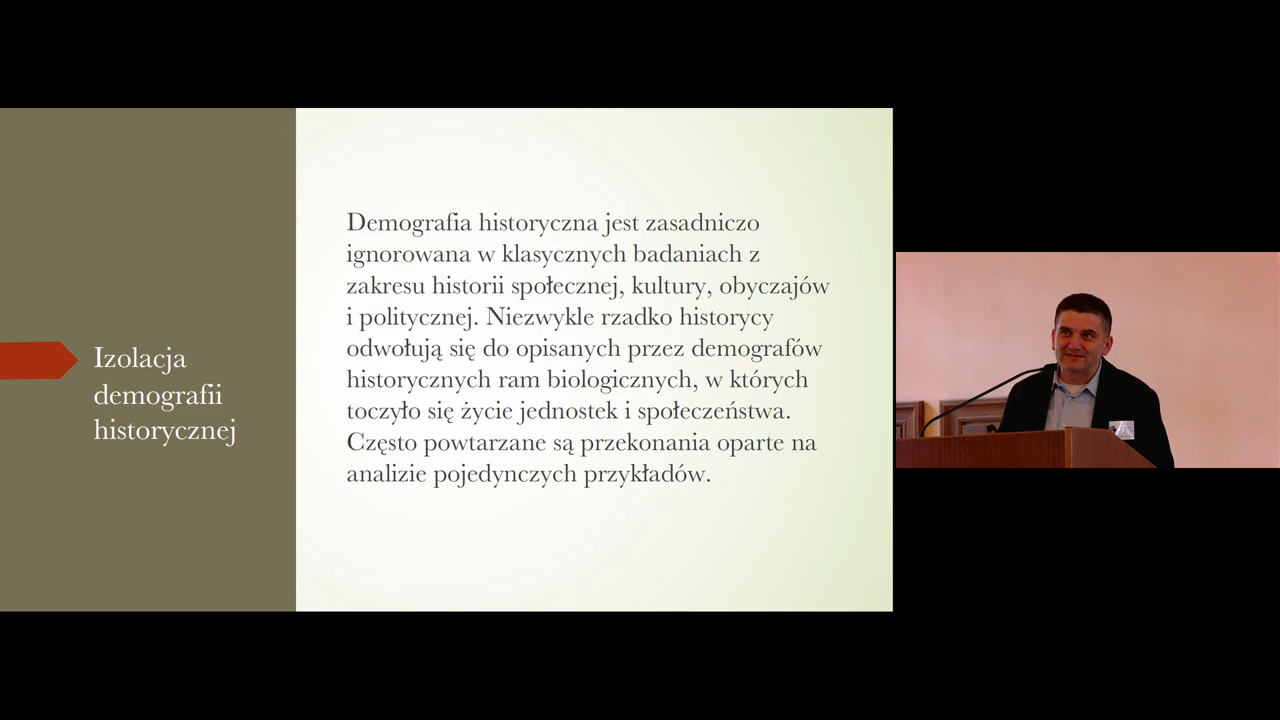 Izolacja
demografii
historycznej
Demografia historyczna jest zasadniczo
ignorowana w klasycznych badaniach z
zakresu historii społecznej, kultury, obyczajów
i politycznej. Niezwykle rzadko historycy
odwołują się do opisanych przez demografów
historycznych ram biologicznych, w których
toczyło się życie jednostek i społeczeństwa.
Często powtarzane są przekonania oparte na
analizie pojedynczych przykładów.